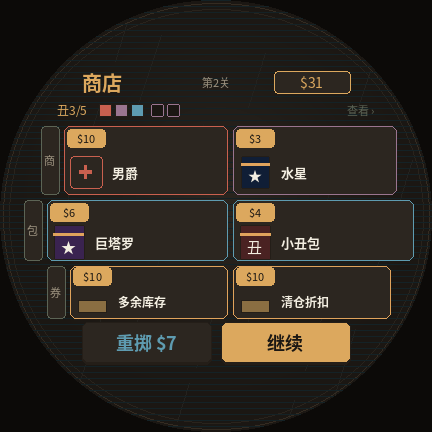 商店 第2关 $31
丑3/5 查看›
$10 $3
商 男爵 水星
$6 $4
包 巨塔罗 丑 小丑包
$10 $10
券 多余库存 清仓折扣
重掷 $7 继续